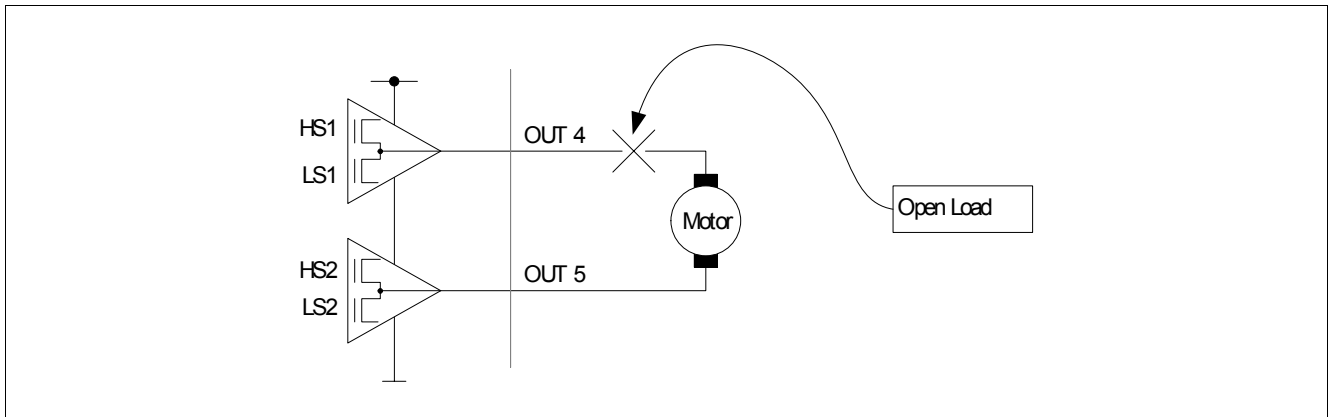 HS1
OUT 4
LS1
Motor
Open Load
HS2
OUT 5
LS2